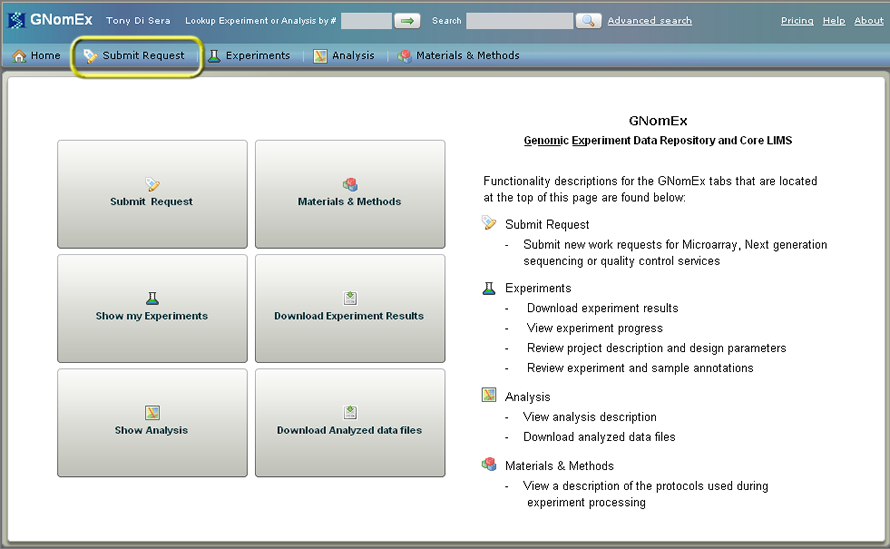 GNomEx Tony Di Sera Lookup Experiment or Analysis by # Search Advanced search Pricing Help About
Home Submit Request Experiments Analysis Materials & Methods
Submit Request
Materials & Methods
Show my Experiments
Download Experiment Results
Show Analysis
Download Analyzed data files
GNomEx
Genomic Experiment Data Repository and Core LIMS
Functionality descriptions for the GNomEx tabs that are located
at the top of this page are found below:
Submit Request
- Submit new work requests for Microarray, Next generation
sequencing or quality control services
Experiments
- Download experiment results
- View experiment progress
- Review project description and design parameters
- Review experiment and sample annotations
Analysis
- View analysis description
- Download analyzed data files
Materials & Methods
- View a description of the protocols used during
experiment processing